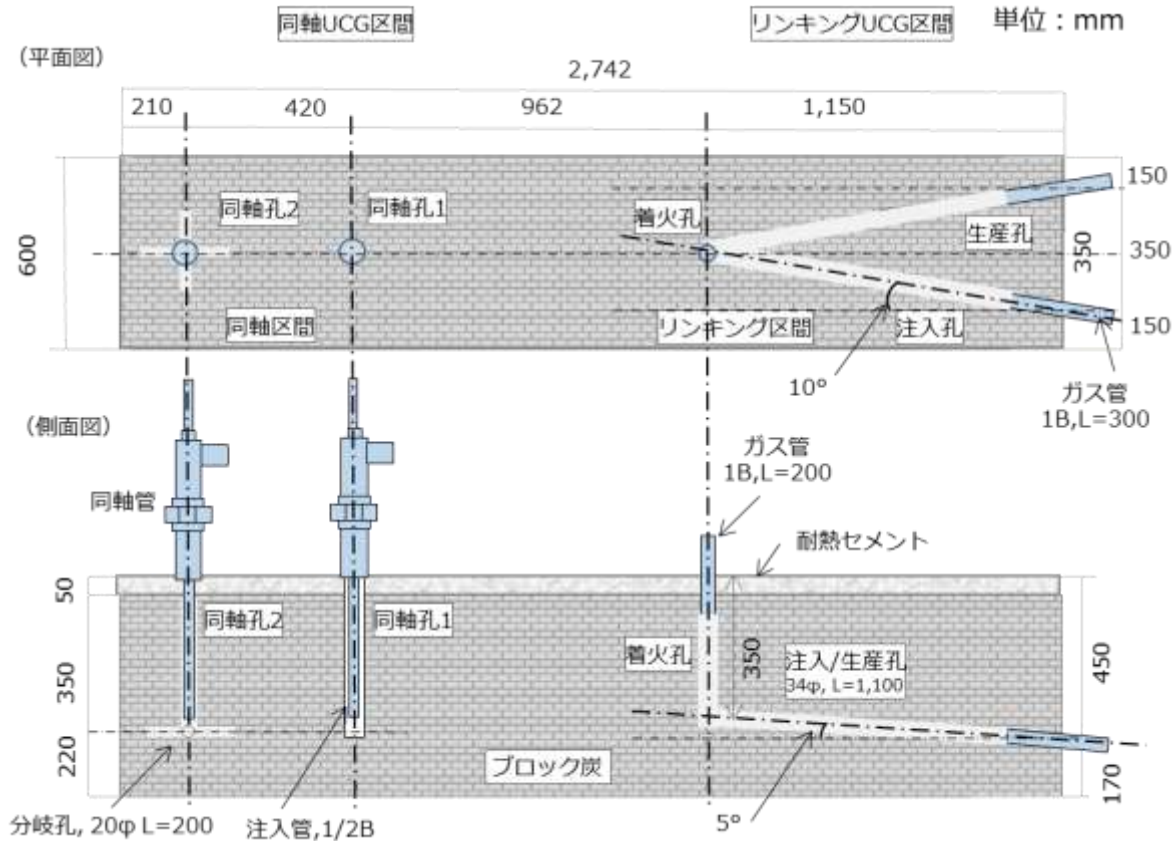 同軸UCG区間
リンキングUCG区間
単位：mm
（平面図）
2,742
210
420
962
1,150
同軸孔2
同軸孔1
着火孔
生産孔
150
600
350
350
同軸区間
リンキング区間
注入孔
150
10°
ガス管
1B,L=300
（側面図）
ガス管
1B,L=200
同軸管
耐熱セメント
50
同軸孔2
同軸孔1
着火孔
350
注入/生産孔
34φ, L=1,100
450
350
220
ブロック炭
170
分岐孔, 20φ L=200
注入管,1/2B
5°